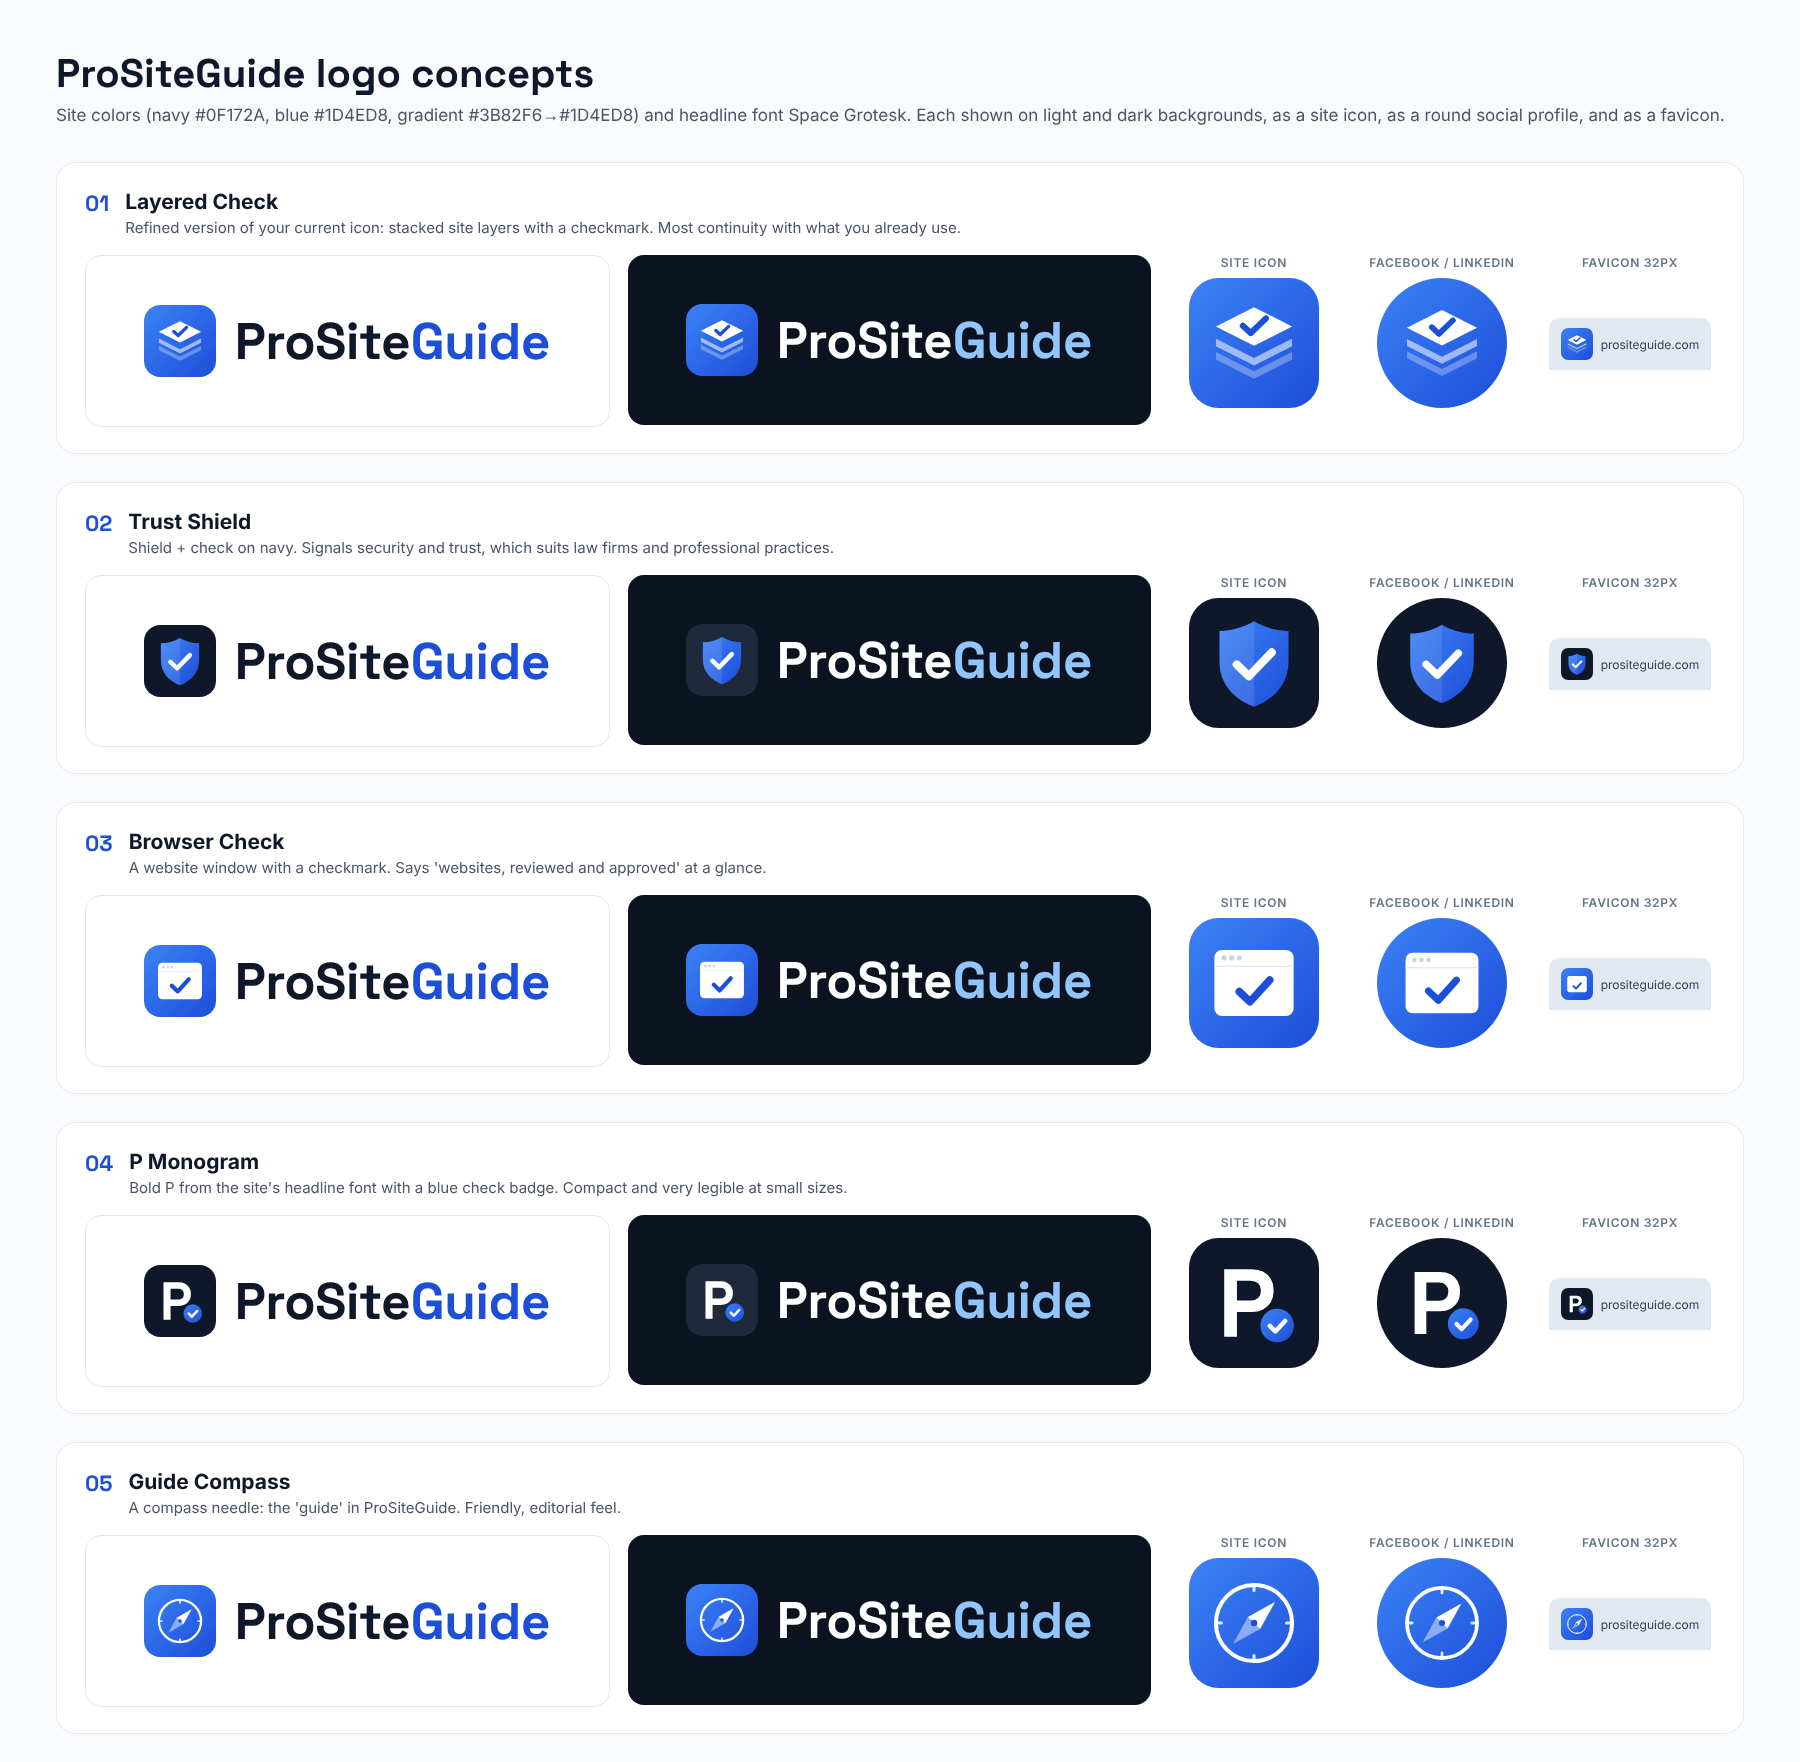 ProSiteGuide logo concepts
Site colors (navy #0F172A, blue #1D4ED8, gradient #3B82F6→#1D4ED8) and headline font Space Grotesk. Each shown on light and dark backgrounds, as a site icon, as a round social profile, and as a favicon.
01 Layered Check
Refined version of your current icon: stacked site layers with a checkmark. Most continuity with what you already use.
SITE ICON FACEBOOK / LINKEDIN FAVICON 32PX
ProSiteGuide ProSiteGuide prositeguide.com
02 Trust Shield
Shield + check on navy. Signals security and trust, which suits law firms and professional practices.
SITE ICON FACEBOOK / LINKEDIN FAVICON 32PX
ProSiteGuide ProSiteGuide prositeguide.com
03 Browser Check
A website window with a checkmark. Says 'websites, reviewed and approved' at a glance.
SITE ICON FACEBOOK / LINKEDIN FAVICON 32PX
ProSiteGuide ProSiteGuide prositeguide.com
04 P Monogram
Bold P from the site's headline font with a blue check badge. Compact and very legible at small sizes.
SITE ICON FACEBOOK / LINKEDIN FAVICON 32PX
P ProSiteGuide P ProSiteGuide P P P prositeguide.com
05 Guide Compass
A compass needle: the 'guide' in ProSiteGuide. Friendly, editorial feel.
SITE ICON FACEBOOK / LINKEDIN FAVICON 32PX
ProSiteGuide ProSiteGuide prositeguide.com